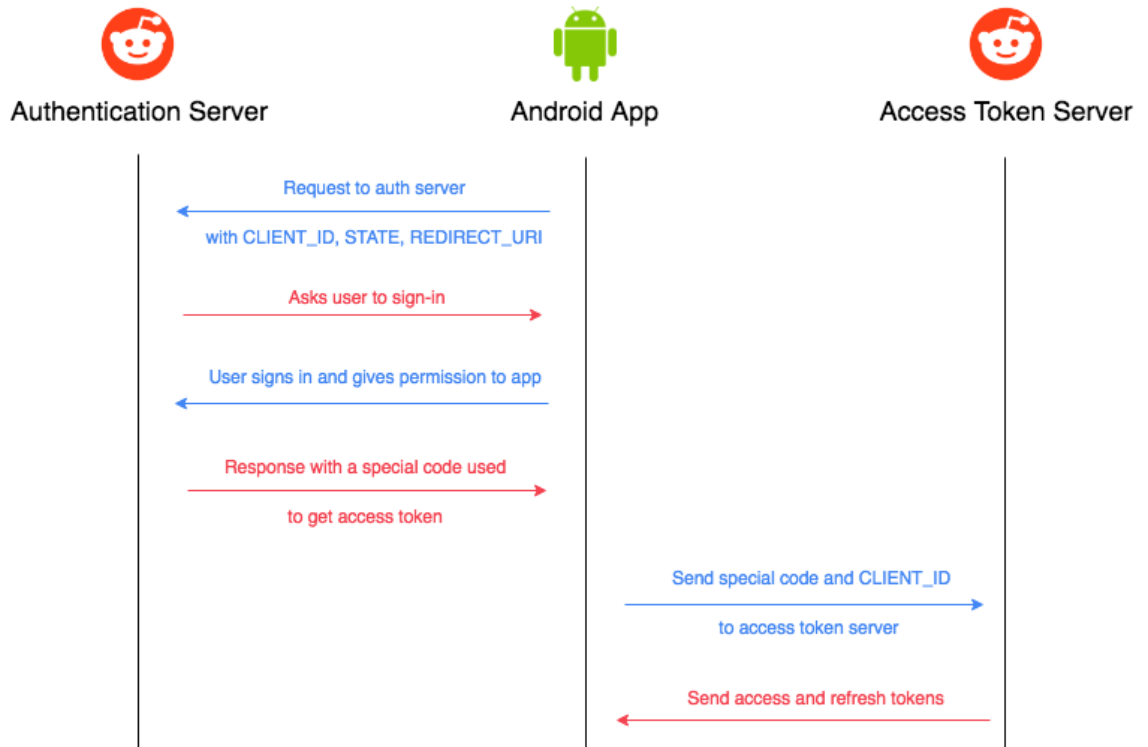 Authentication Server
Android App
Access Token Server
Request to auth server
with CLIENT_ID, STATE, REDIRECT_URI
Asks user to sign-in
User signs in and gives permission to app
Response with a special code used
to get access token
Send special code and CLIENT_ID
to access token server
Send access and refresh tokens